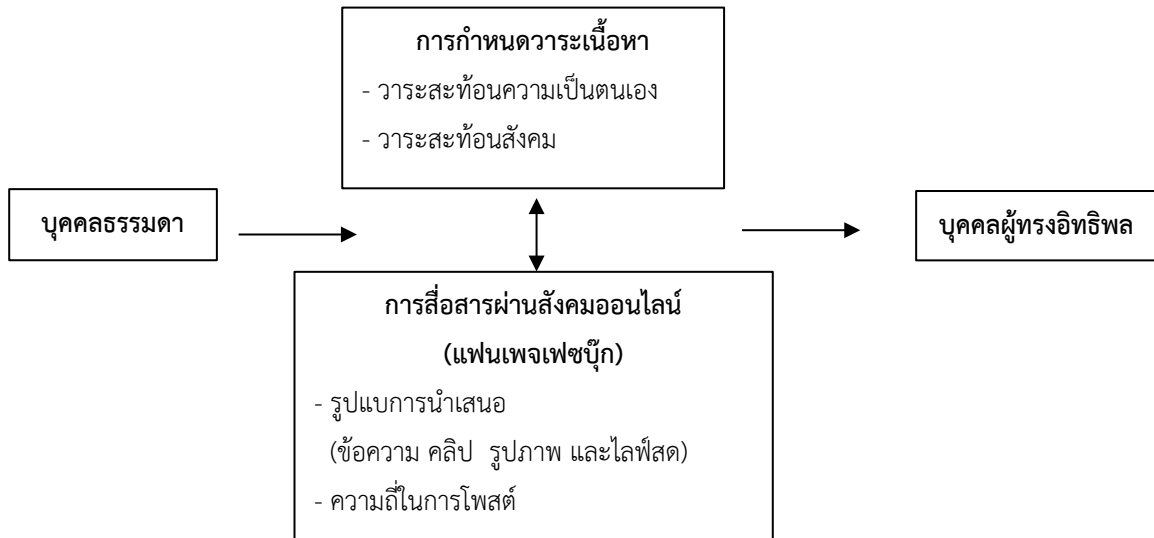 การกำหนดวาระเนื้อหา
- วาระสะท้อนความเป็นตนเอง
- วาระสะท้อนสังคม
บุคคลธรรมดา
บุคคลผู้ทรงอิทธิพล
การสื่อสารผ่านสังคมออนไลน์
(แฟนเพจเฟซบุ๊ก)
- รูปแบบการนำเสนอ
(ข้อความ คลิป รูปภาพ และไลฟ์สด)
- ความถี่ในการโพสต์